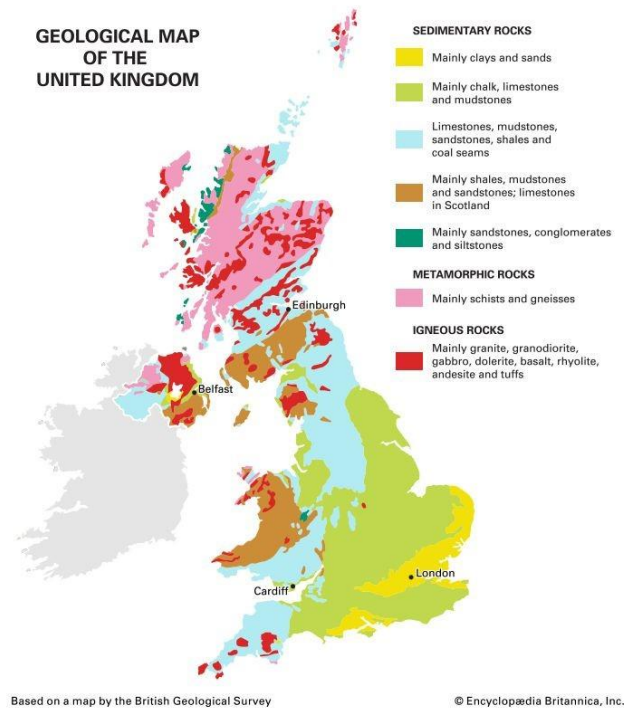 GEOLOGICAL MAP
OF THE
UNITED KINGDOM
SEDIMENTARY ROCKS
Mainly clays and sands
Mainly chalk, limestones
and mudstones
Limestones, mudstones,
sandstones, shales and
coal seams
Mainly shales, mudstones
and sandstones; limestones
in Scotland
Mainly sandstones, conglomerates
and siltstones
METAMORPHIC ROCKS
Mainly schists and gneisses
IGNEOUS ROCKS
Mainly granite, granodiorite,
gabbro, dolerite, basalt, rhyolite,
andesite and tuffs
Edinburgh
Belfast
London
Cardiff
Based on a map by the British Geological Survey
© Encyclopædia Britannica, Inc.